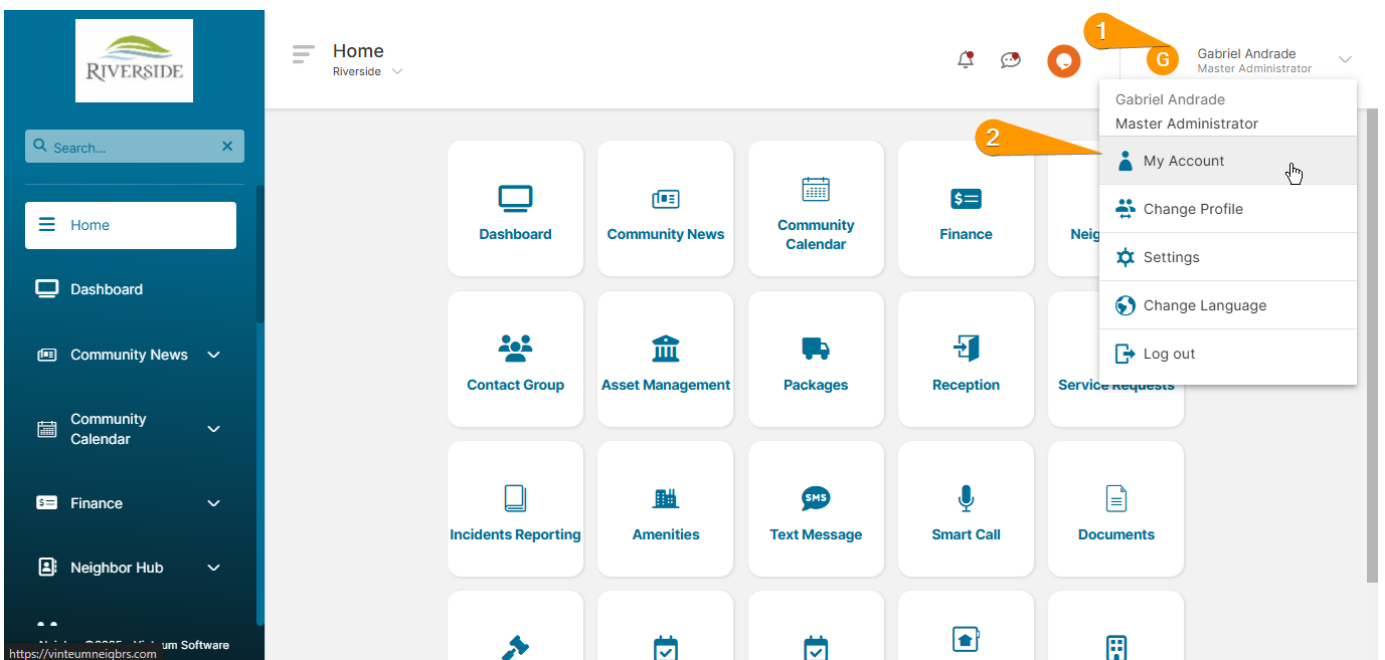 RIVERSIDE
Search...
Home
Dashboard
Community News
Community
Calendar
Finance
Neighbor Hub
um Software
https://vinteumneigbrs.com
Home
Riverside
1
G
Gabriel Andrade
Master Administrator
Gabriel Andrade
Master Administrator
2
My Account
Change Profile
Settings
Change Language
Log out
Dashboard
Community News
Community
Calendar
Finance
Neig
Contact Group
Asset Management
Packages
Reception
Service Requests
Incidents Reporting
Amenities
SMS
Text Message
Smart Call
Documents